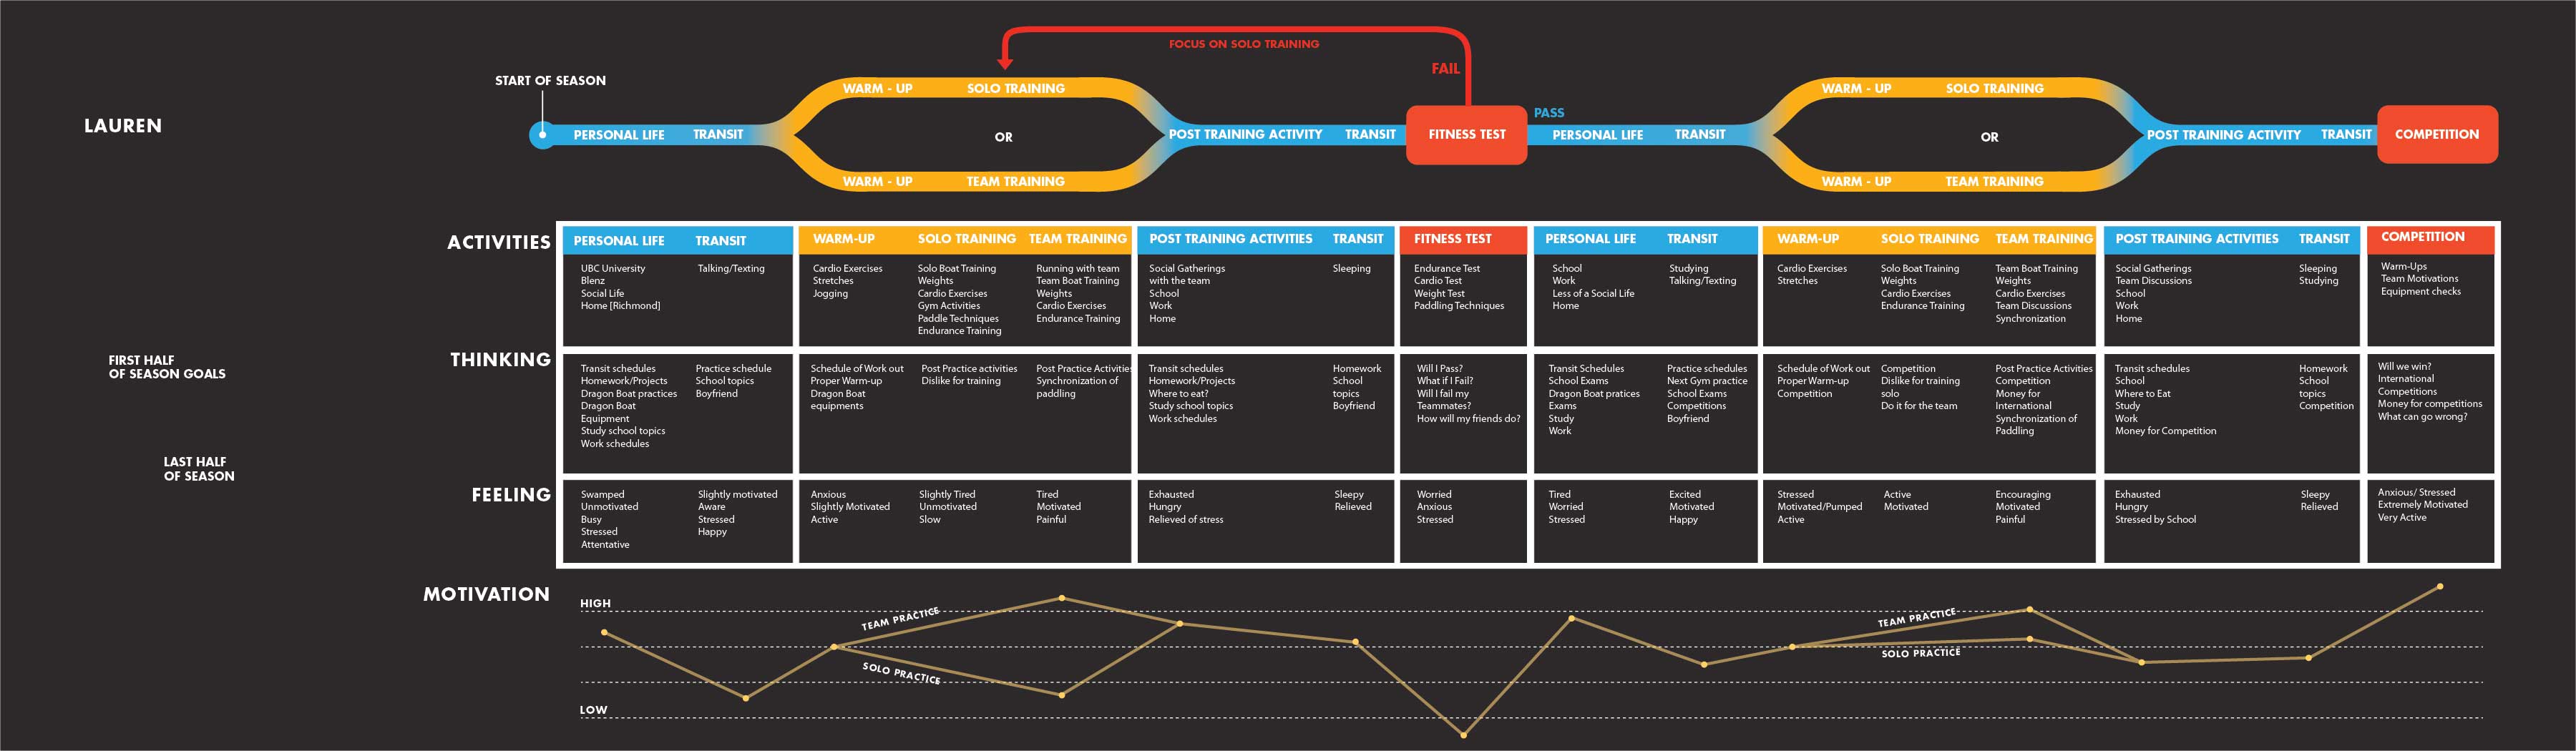 FOCUS ON SOLO TRAINING
FAIL
START OF SEASON
LAUREN
WARM - UP SOLO TRAINING
WARM - UP SOLO TRAINING
PASS
PERSONAL LIFE TRANSIT
OR
POST TRAINING ACTIVITY TRANSIT
FITNESS TEST
PERSONAL LIFE TRANSIT
OR
POST TRAINING ACTIVITY TRANSIT
COMPETITION
WARM - UP TEAM TRAINING
WARM - UP TEAM TRAINING
ACTIVITIES
PERSONAL LIFE
UBC University
Blenz
Social Life
Home [Richmond]
TRANSIT
Talking/Texting
WARM-UP
Cardio Exercises
Stretches
Jogging
SOLO TRAINING
Solo Boat Training
Weights
Cardio Exercises
Gym Activities
Paddle Techniques
Endurance Training
TEAM TRAINING
Running with team
Team Boat Training
Weights
Cardio Exercises
Endurance Training
POST TRAINING ACTIVITIES
Social Gatherings
with the team
School
Work
Home
TRANSIT
Sleeping
FITNESS TEST
Endurance Test
Cardio Test
Weight Test
Paddling Techniques
PERSONAL LIFE
School
Work
Less of a Social Life
Home
TRANSIT
Studying
Talking/Texting
WARM-UP
Cardio Exercises
Stretches
SOLO TRAINING
Solo Boat Training
Weights
Cardio Exercises
Endurance Training
TEAM TRAINING
Team Boat Training
Weights
Cardio Exercises
Team Discussions
Synchronization
POST TRAINING ACTIVITIES
Social Gatherings
Team Discussions
School
Work
Home
TRANSIT
Sleeping
Studying
COMPETITION
Warm-Ups
Team Motivations
Equipment checks
FIRST HALF
OF SEASON GOALS
LAST HALF
OF SEASON
THINKING
Transit schedules
Homework/Projects
Dragon Boat practices
Dragon Boat
Equipment
Study school topics
Work schedules
Practice schedule
School topics
Boyfriend
Schedule of Work out
Proper Warm-up
Dragon Boat
equipments
Post Practice activities
Dislike for training
Post Practice Activities
Synchronization of
paddling
Transit schedules
Homework/Projects
Where to eat?
Study school topics
Work schedules
Homework
School
topics
Boyfriend
Will I Pass?
What if I Fail?
Will I fail my
Teammates?
How will my friends do?
Transit Schedules
School Exams
Dragon Boat pratices
Exams
Study
Work
Practice schedules
Next Gym practice
School Exams
Competitions
Boyfriend
Schedule of Work out
Proper Warm-up
Competition
Competition
Dislike for training
solo
Do it for the team
Post Practice Activities
Competition
Money for
International
Synchronization of
Paddling
Transit schedules
School
Where to Eat
Study
Work
Money for Competition
Homework
School
topics
Competition
Will we win?
International
Competitions
Money for competitions
What can go wrong?
FEELING
Swamped
Unmotivated
Busy
Stressed
Attentative
Slightly motivated
Aware
Stressed
Happy
Anxious
Slightly Motivated
Active
Slightly Tired
Unmotivated
Slow
Tired
Motivated
Painful
Exhausted
Hungry
Relieved of stress
Sleepy
Relieved
Worried
Anxious
Stressed
Tired
Worried
Stressed
Excited
Motivated
Happy
Stressed
Motivated/Pumped
Active
Active
Motivated
Encouraging
Motivated
Painful
Exhausted
Hungry
Stressed by School
Sleepy
Relieved
Anxious/ Stressed
Extremely Motivated
Very Active
MOTIVATION
HIGH
TEAM PRACTICE
SOLO PRACTICE
TEAM PRACTICE
SOLO PRACTICE
LOW